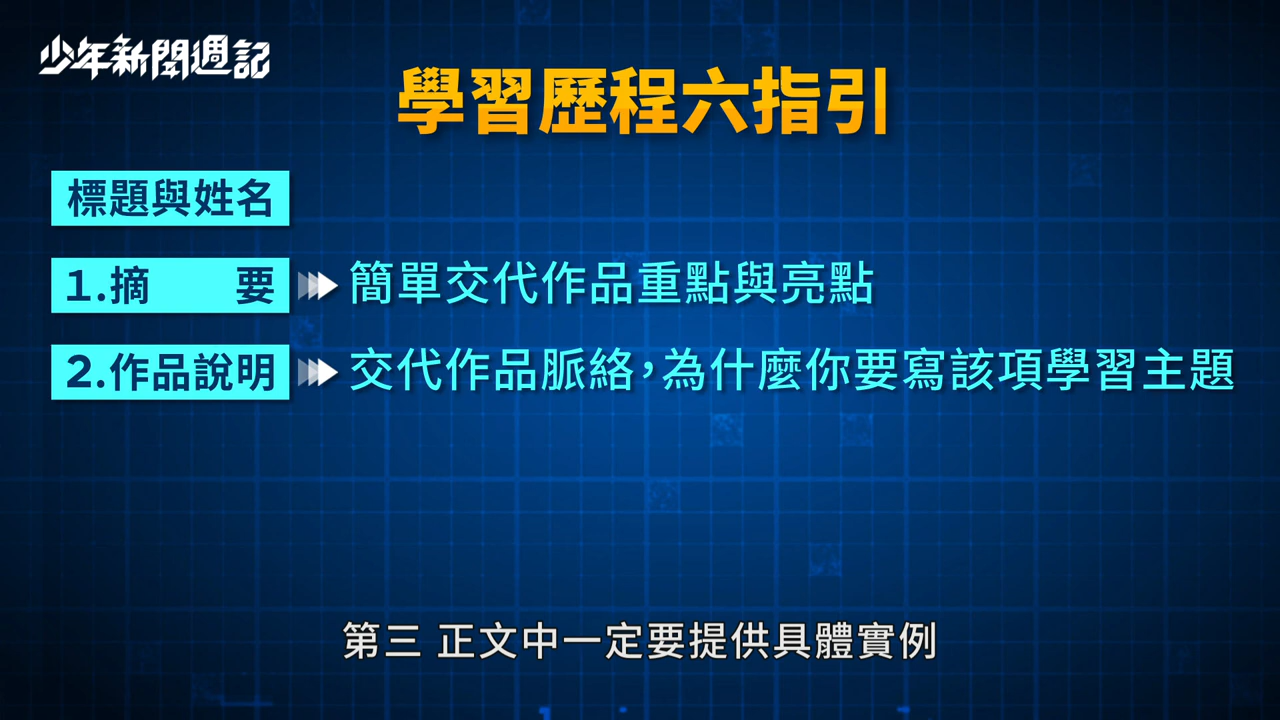 少年新聞週記
學習歷程六指引
標題與姓名
1.摘 要 簡單交代作品重點與亮點
2.作品說明 交代作品脈絡，為什麼你要寫該項學習主題
第三 正文中一定要提供具體實例